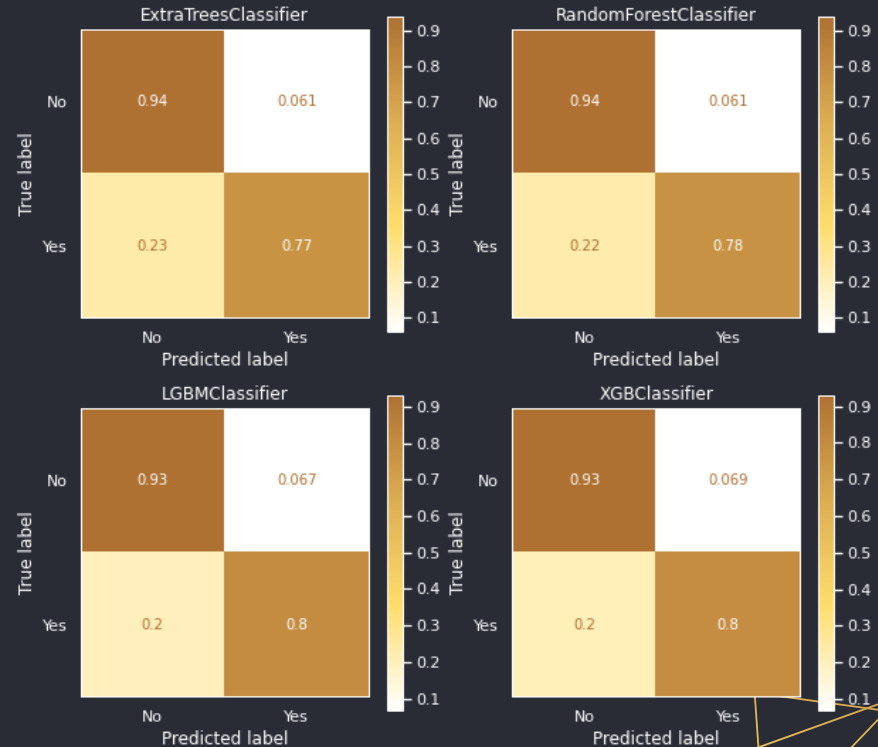 ExtraTreesClassifier
True label
No
Yes
0.94
0.061
0.23
0.77
No
Yes
Predicted label
0.9
0.8
0.7
0.6
0.5
0.4
0.3
0.2
0.1
RandomForestClassifier
True label
No
Yes
0.94
0.061
0.22
0.78
No
Yes
Predicted label
0.9
0.8
0.7
0.6
0.5
0.4
0.3
0.2
0.1
LGBMClassifier
True label
No
Yes
0.93
0.067
0.2
0.8
No
Yes
Predicted label
0.9
0.8
0.7
0.6
0.5
0.4
0.3
0.2
0.1
XGBClassifier
True label
No
Yes
0.93
0.069
0.2
0.8
No
Yes
Predicted label
0.9
0.8
0.7
0.6
0.5
0.4
0.3
0.2
0.1